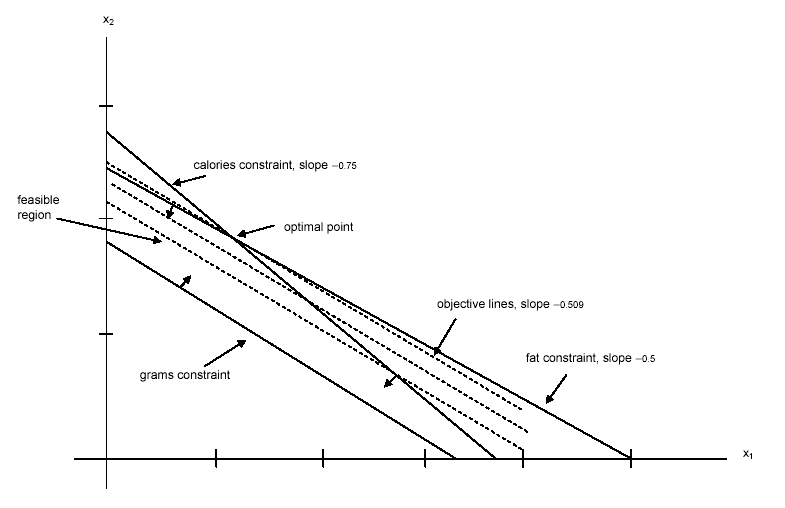 x₂
calories constraint, slope −0.75
feasible
region
optimal point
objective lines, slope −0.509
fat constraint, slope −0.5
grams constraint
x₁